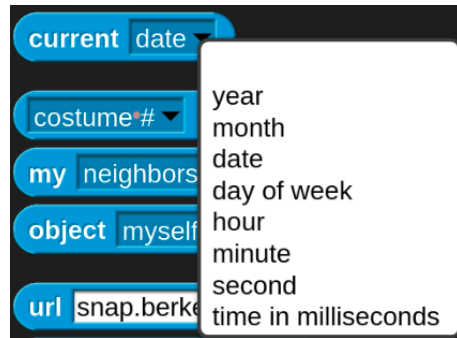 current date
year
month
date
day of week
hour
minute
second
time in milliseconds
costume #
my neighbors
object myself
url snap.berke